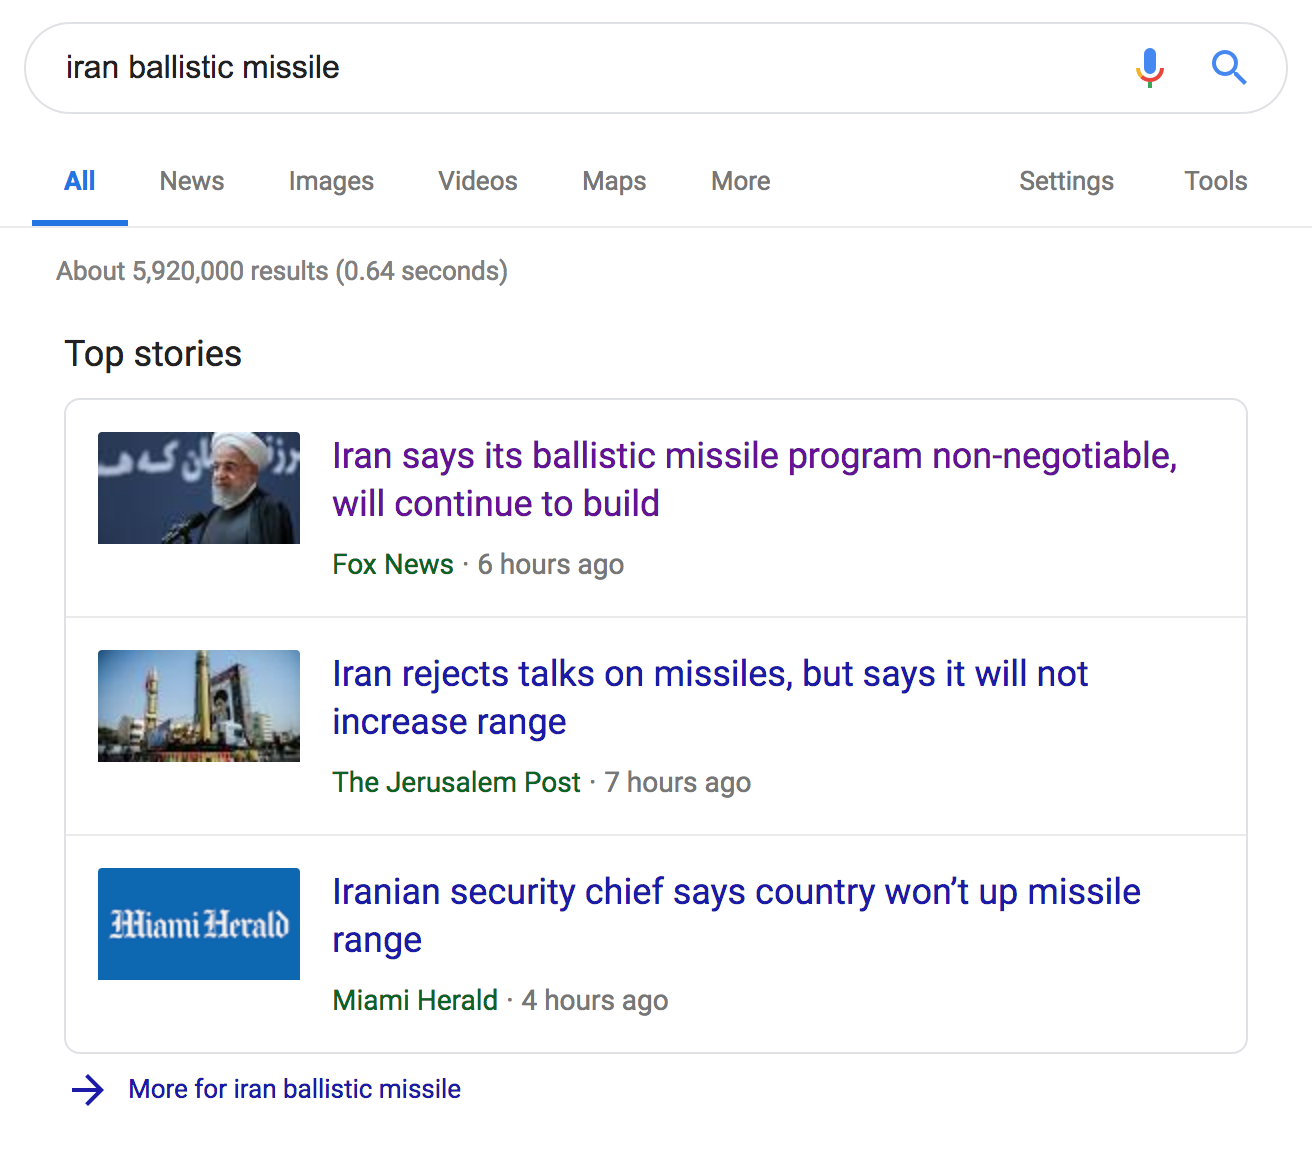 iran ballistic missile
All News Images Videos Maps More Settings Tools
About 5,920,000 results (0.64 seconds)
Top stories
Iran says its ballistic missile program non-negotiable,
will continue to build
Fox News · 6 hours ago
Iran rejects talks on missiles, but says it will not
increase range
The Jerusalem Post · 7 hours ago
Miami Herald
Iranian security chief says country won’t up missile
range
Miami Herald · 4 hours ago
More for iran ballistic missile